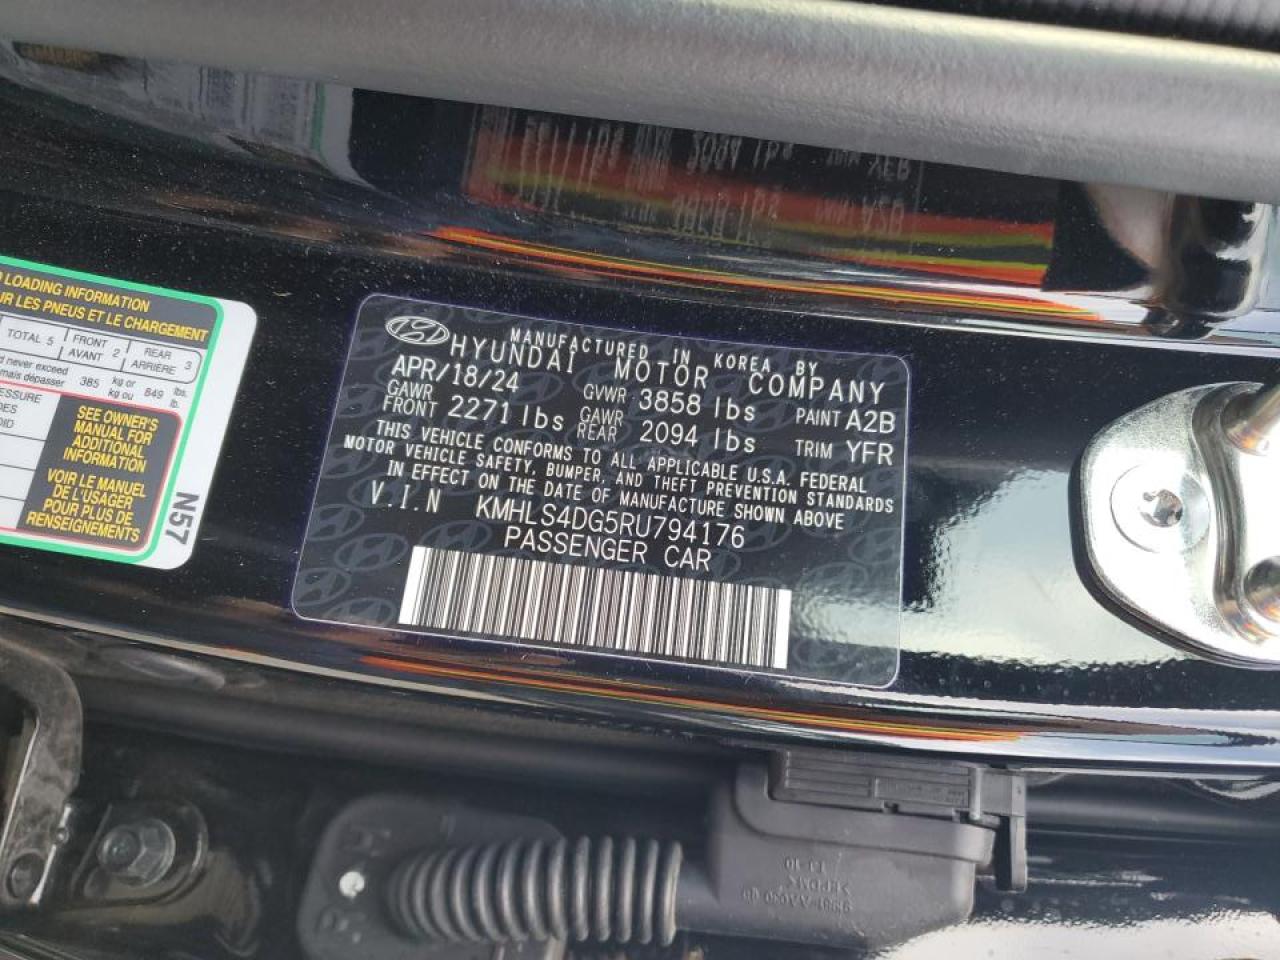 MANUFACTURED IN KOREA BY
HYUNDAI MOTOR COMPANY
APR/18/24 GVWR 3858 lbs PAINT A2B
GAWR FRONT 2271 lbs GAWR REAR 2094 lbs TRIM YFR
THIS VEHICLE CONFORMS TO ALL APPLICABLE U.S.A. FEDERAL
MOTOR VEHICLE SAFETY, BUMPER, AND THEFT PREVENTION STANDARDS
IN EFFECT ON THE DATE OF MANUFACTURE SHOWN ABOVE
V.I.N KMHLS4DG5RU794176
PASSENGER CAR
LOADING INFORMATION
LES PNEUS ET LE CHARGEMENT
TOTAL 5 FRONT AVANT 2 REAR ARRIÈRE 3
never exceed
dépasser 385 kg or kg ou 849 lbs. lb.
SEE OWNER'S
MANUAL FOR
ADDITIONAL
INFORMATION
VOIR LE MANUEL
DE L'USAGER
POUR PLUS DE
RENSEIGNEMENTS
N57